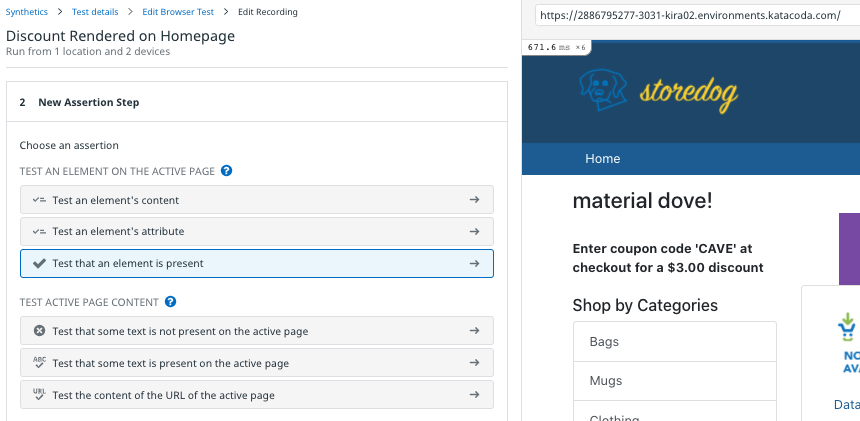 Synthetics > Test details > Edit Browser Test > Edit Recording
Discount Rendered on Homepage
Run from 1 location and 2 devices
2 New Assertion Step
Choose an assertion
TEST AN ELEMENT ON THE ACTIVE PAGE ?
Test an element's content
Test an element's attribute
Test that an element is present
TEST ACTIVE PAGE CONTENT ?
Test that some text is not present on the active page
ABC Test that some text is present on the active page
URL Test the content of the URL of the active page
https://2886795277-3031-kira02.environments.katacoda.com/
671.6 ms ×6
storedog
Home
material dove!
Enter coupon code 'CAVE' at
checkout for a $3.00 discount
Shop by Categories
Bags
Mugs
Clothing
NO
AVA
Data